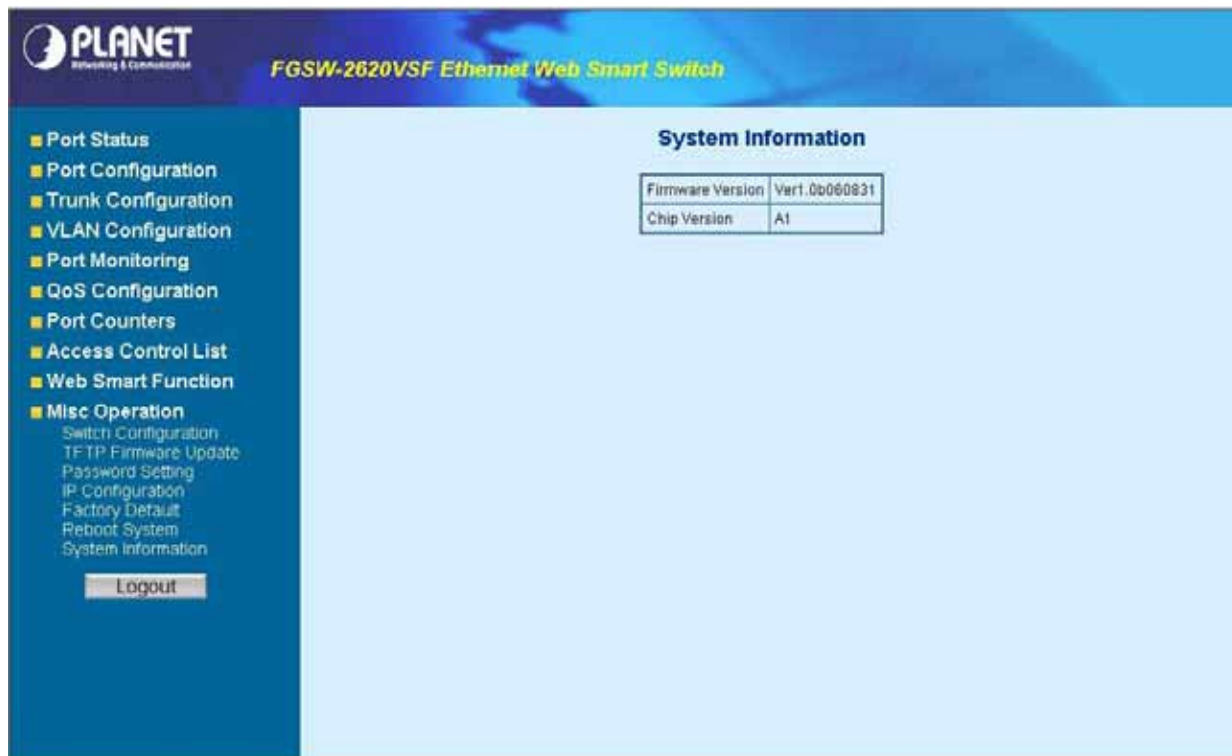 PLANET
Networking & Communication
FGSW-2620VSF Ethernet Web Smart Switch
Port Status
Port Configuration
Trunk Configuration
VLAN Configuration
Port Monitoring
QoS Configuration
Port Counters
Access Control List
Web Smart Function
Misc Operation
Switch Configuration
TFTP Firmware Update
Password Setting
IP Configuration
Factory Default
Reboot System
System Information
Logout
System Information
Firmware Version Ver1.0b060831
Chip Version A1